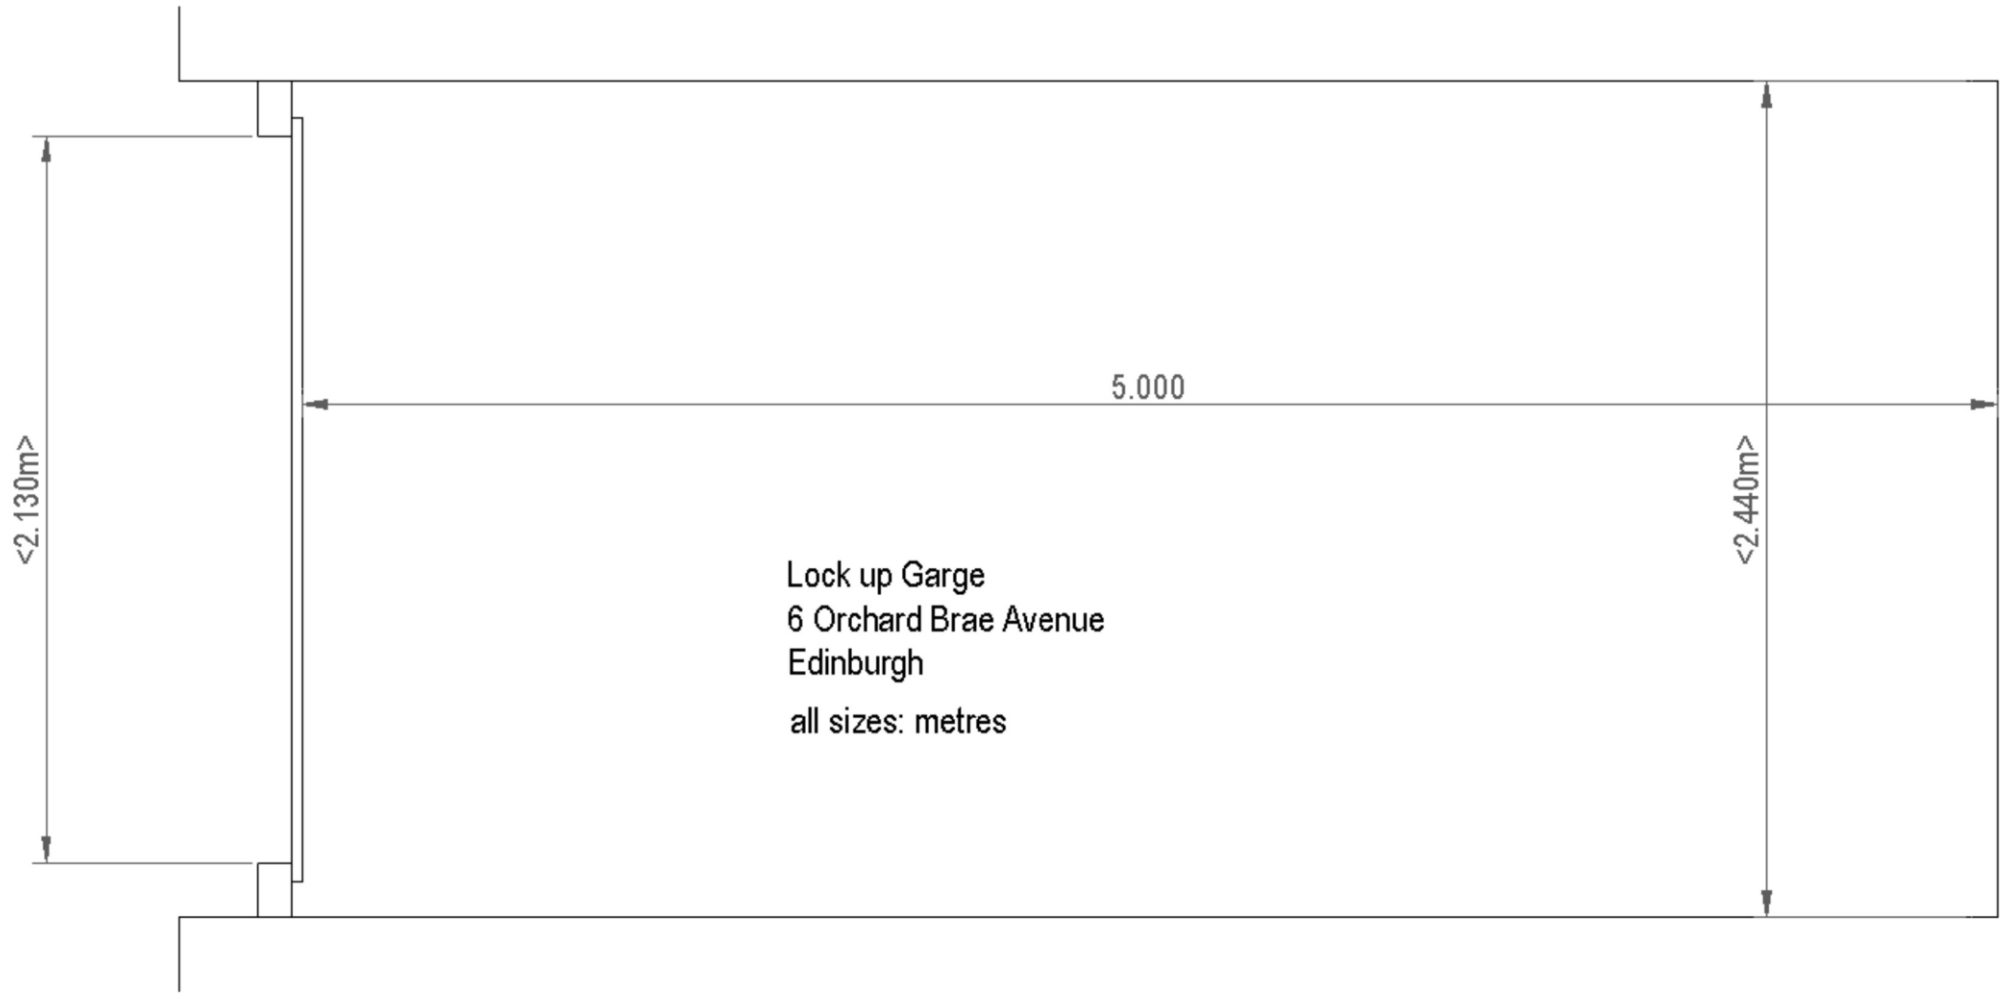 5.000
<2.130m>
<2.440m>
Lock up Garge
6 Orchard Brae Avenue
Edinburgh
all sizes: metres